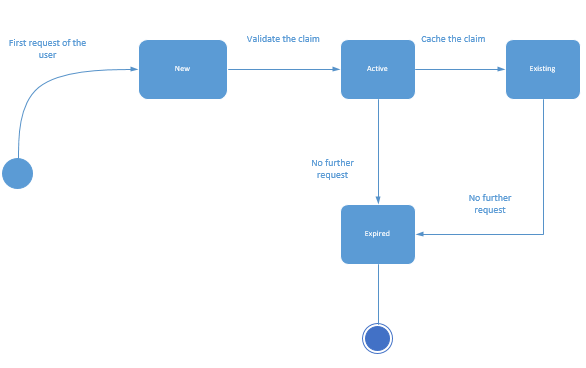 First request of the
user
New
Validate the claim
Active
Cache the claim
Existing
No further
request
No further
request
Expired